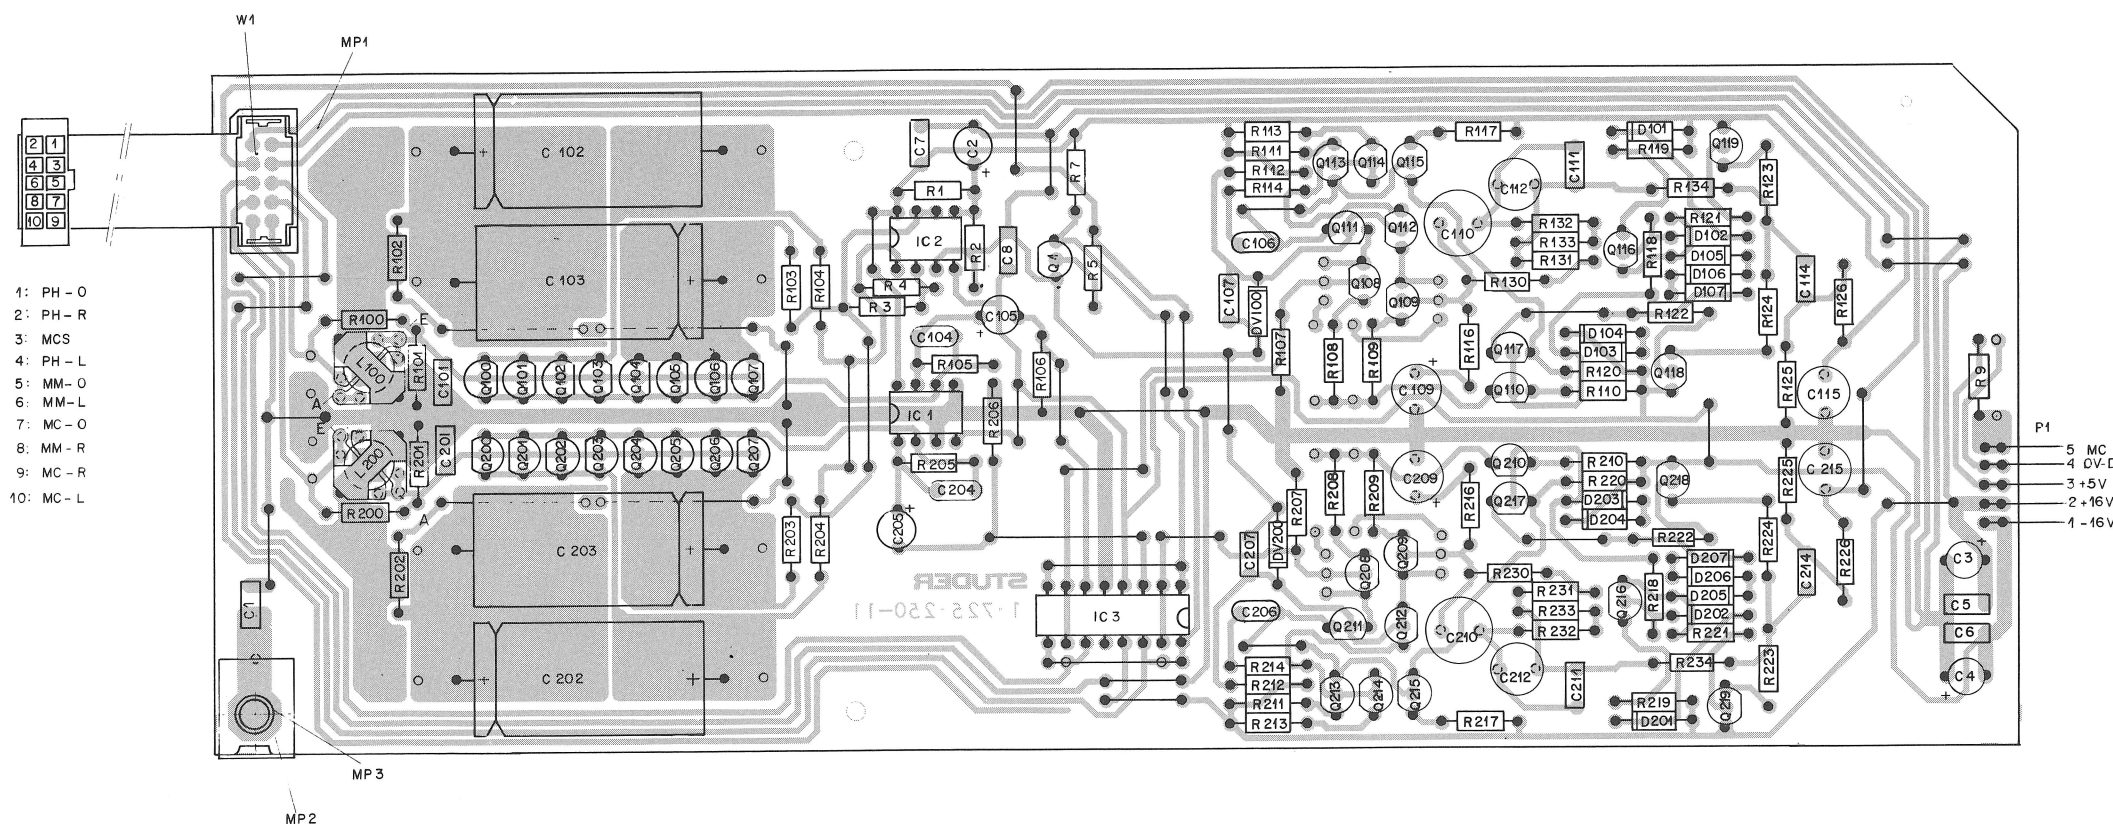 W1
MP1
2 1
4 3
6 5
8 7
10 9
1: PH-O
2: PH-R
3: MCS
4: PH-L
5: MM-O
6: MM-L
7: MC-O
8: MM-R
9: MC-R
10: MC-L
C 102
C 103
R102
R100
E
L100
R101
C101
A
E
Q100
Q101
Q102
Q103
Q104
Q105
Q106
Q107
L200
R201
C201
R200
A
R202
Q200
Q201
Q202
Q203
Q204
Q205
Q206
Q207
C 203
C 202
C1
MP3
MP2
R103
R104
R203
R204
C7
C2
+
R1
IC2
R2
C8
R 4
R 3
C105
+
C104
R105
R106
IC1
R206
R205
C204
C205
+
R7
Q1
R5
STUDER
1·725·250-11
IC3
R113
R111
R112
R114
C106
C107
DV100
R107
Q113
Q114
Q115
Q111
Q112
Q108
Q109
R108
R109
C109
+
R117
C112
C111
C110
R132
R133
R131
R130
R116
Q117
Q110
D101
R119
Q119
R134
R123
Q116
R118
R121
D102
D105
D106
D107
R122
R124
C114
R126
D104
D103
R120
R110
Q118
R125
C115
R9
P1
5 MC
4 0V-D
3 +5V
2 +16V
1 -16V
C209
+
R207
R208
R209
R216
Q210
Q217
R210
R220
D203
D204
Q218
R225
C 215
R222
R224
C214
R226
C207
DV200
Q208
Q209
C206
Q211
Q212
R230
R231
R233
R232
C210
C212
C211
Q216
R218
D207
D206
D205
D202
R221
R234
R223
R214
R212
R211
R213
Q213
Q214
Q215
R217
R219
D201
Q219
C3
+
C5
C6
C4
+